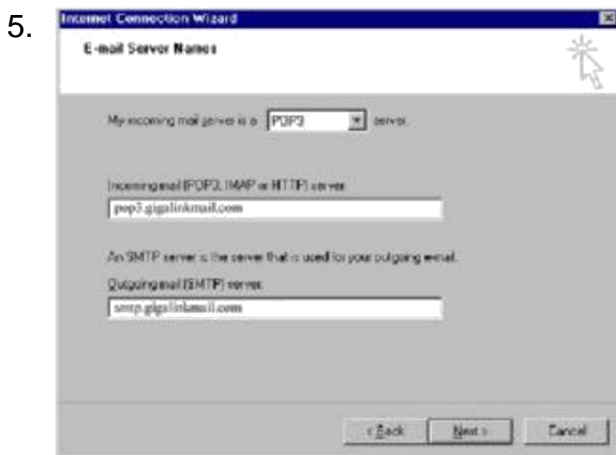 5.
Internet Connection Wizard
E-mail Server Names
My incoming mail server is a POP3 server.
Incoming mail (POP3, IMAP or HTTP) server:
pop3.gigalinkmail.com
An SMTP server is the server that is used for your outgoing e-mail.
Outgoing mail (SMTP) server:
smtp.gigalinkmail.com
< Back Next > Cancel